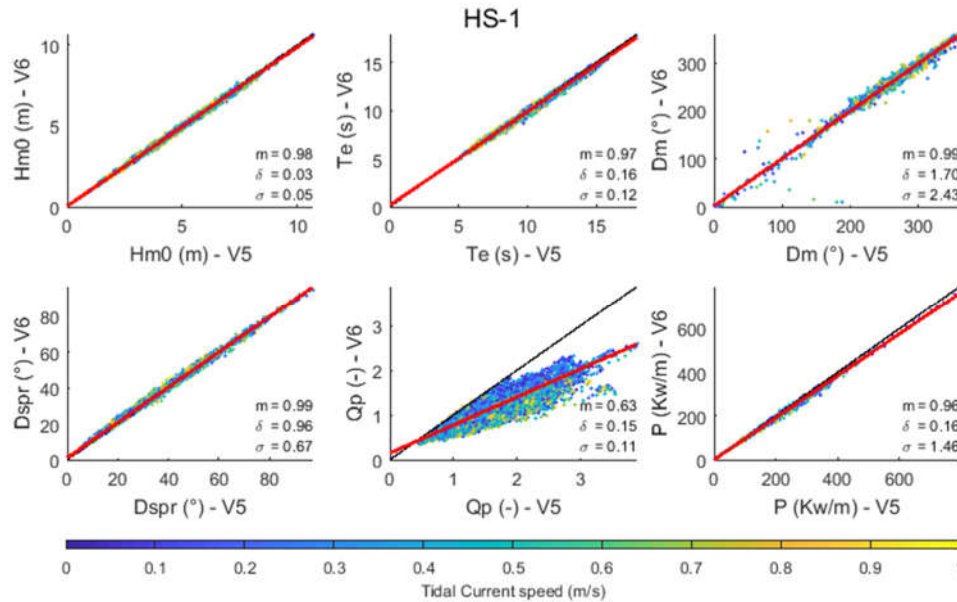 HS-1
10
5
0
Hm0 (m) - V6
m = 0.98
δ = 0.03
σ = 0.05
0 5 10
Hm0 (m) - V5
15
10
5
0
Te (s) - V6
m = 0.97
δ = 0.16
σ = 0.12
0 5 10 15
Te (s) - V5
300
200
100
0
Dm (°) - V6
m = 0.99
δ = 1.70
σ = 2.43
0 100 200 300
Dm (°) - V5
80
60
40
20
0
Dspr (°) - V6
m = 0.99
δ = 0.96
σ = 0.67
0 20 40 60 80
Dspr (°) - V5
3
2
1
0
Qp (-) - V6
m = 0.63
δ = 0.15
σ = 0.11
0 1 2 3
Qp (-) - V5
600
400
200
0
P (Kw/m) - V6
m = 0.96
δ = 0.16
σ = 1.46
0 200 400 600
P (Kw/m) - V5
0 0.1 0.2 0.3 0.4 0.5 0.6 0.7 0.8 0.9
Tidal Current speed (m/s)